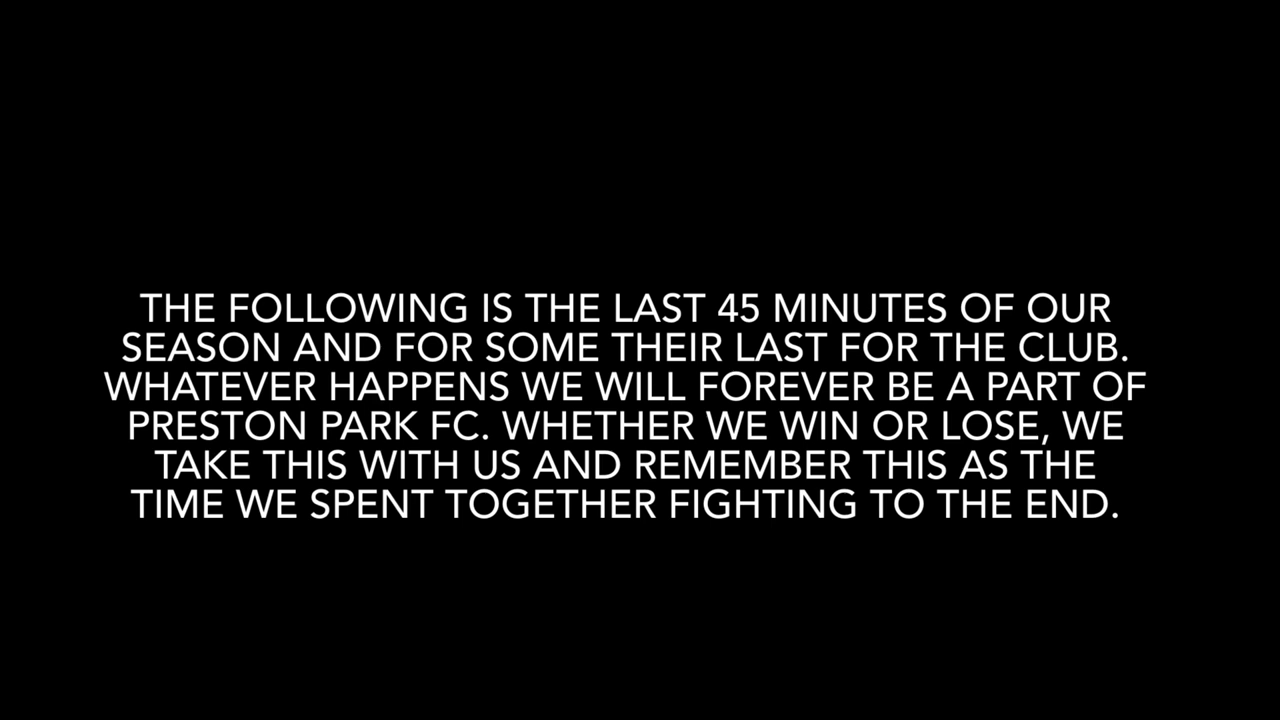 THE FOLLOWING IS THE LAST 45 MINUTES OF OUR
SEASON AND FOR SOME THEIR LAST FOR THE CLUB.
WHATEVER HAPPENS WE WILL FOREVER BE A PART OF
PRESTON PARK FC. WHETHER WE WIN OR LOSE, WE
TAKE THIS WITH US AND REMEMBER THIS AS THE
TIME WE SPENT TOGETHER FIGHTING TO THE END.